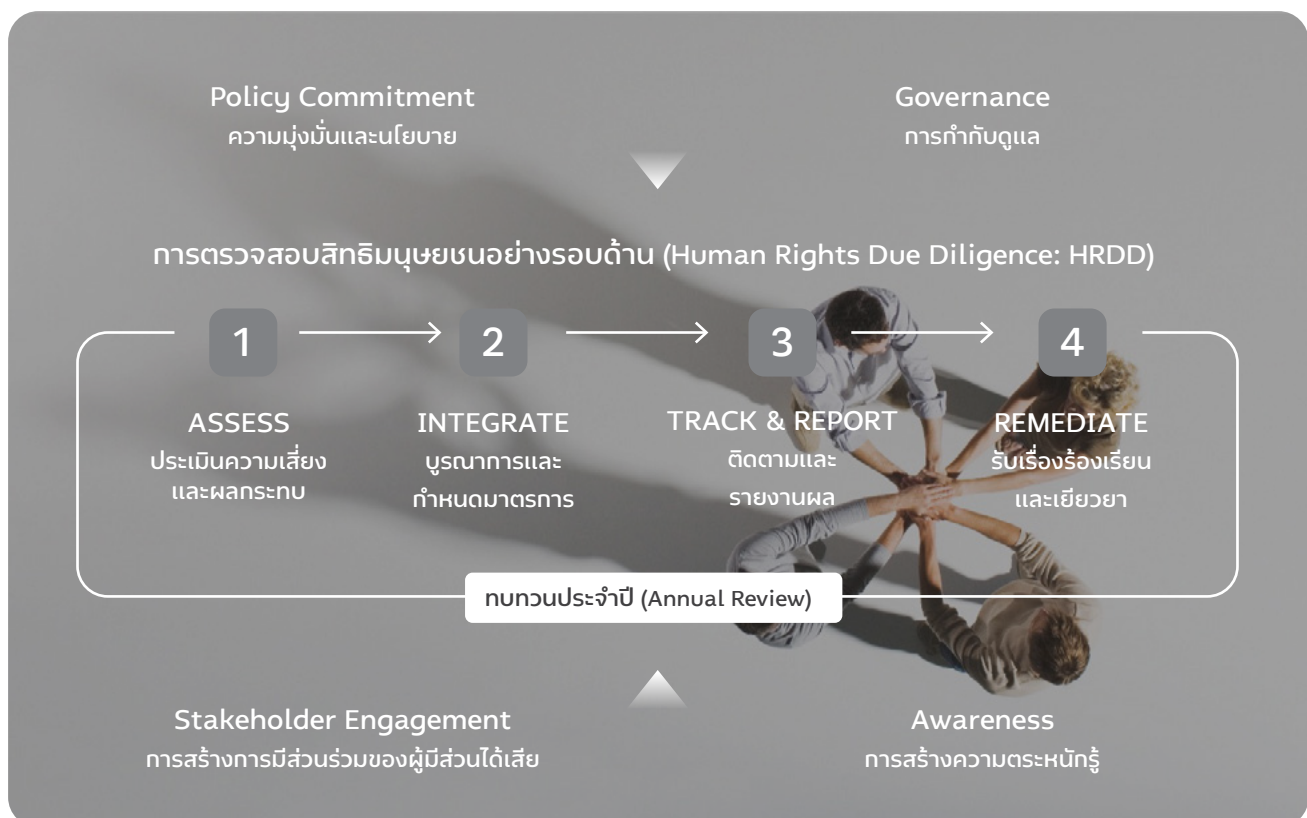 Policy Commitment
ความมุ่งมั่นและนโยบาย
Governance
การกำกับดูแล
การตรวจสอบสิทธิมนุษยชนอย่างรอบด้าน (Human Rights Due Diligence: HRDD)
1
ASSESS
ประเมินความเสี่ยง
และผลกระทบ
2
INTEGRATE
บูรณาการและ
กำหนดมาตรการ
3
TRACK & REPORT
ติดตามและ
รายงานผล
4
REMEDIATE
รับเรื่องร้องเรียน
และเยียวยา
ทบทวนประจำปี (Annual Review)
Stakeholder Engagement
การสร้างการมีส่วนร่วมของผู้มีส่วนได้เสีย
Awareness
การสร้างความตระหนักรู้